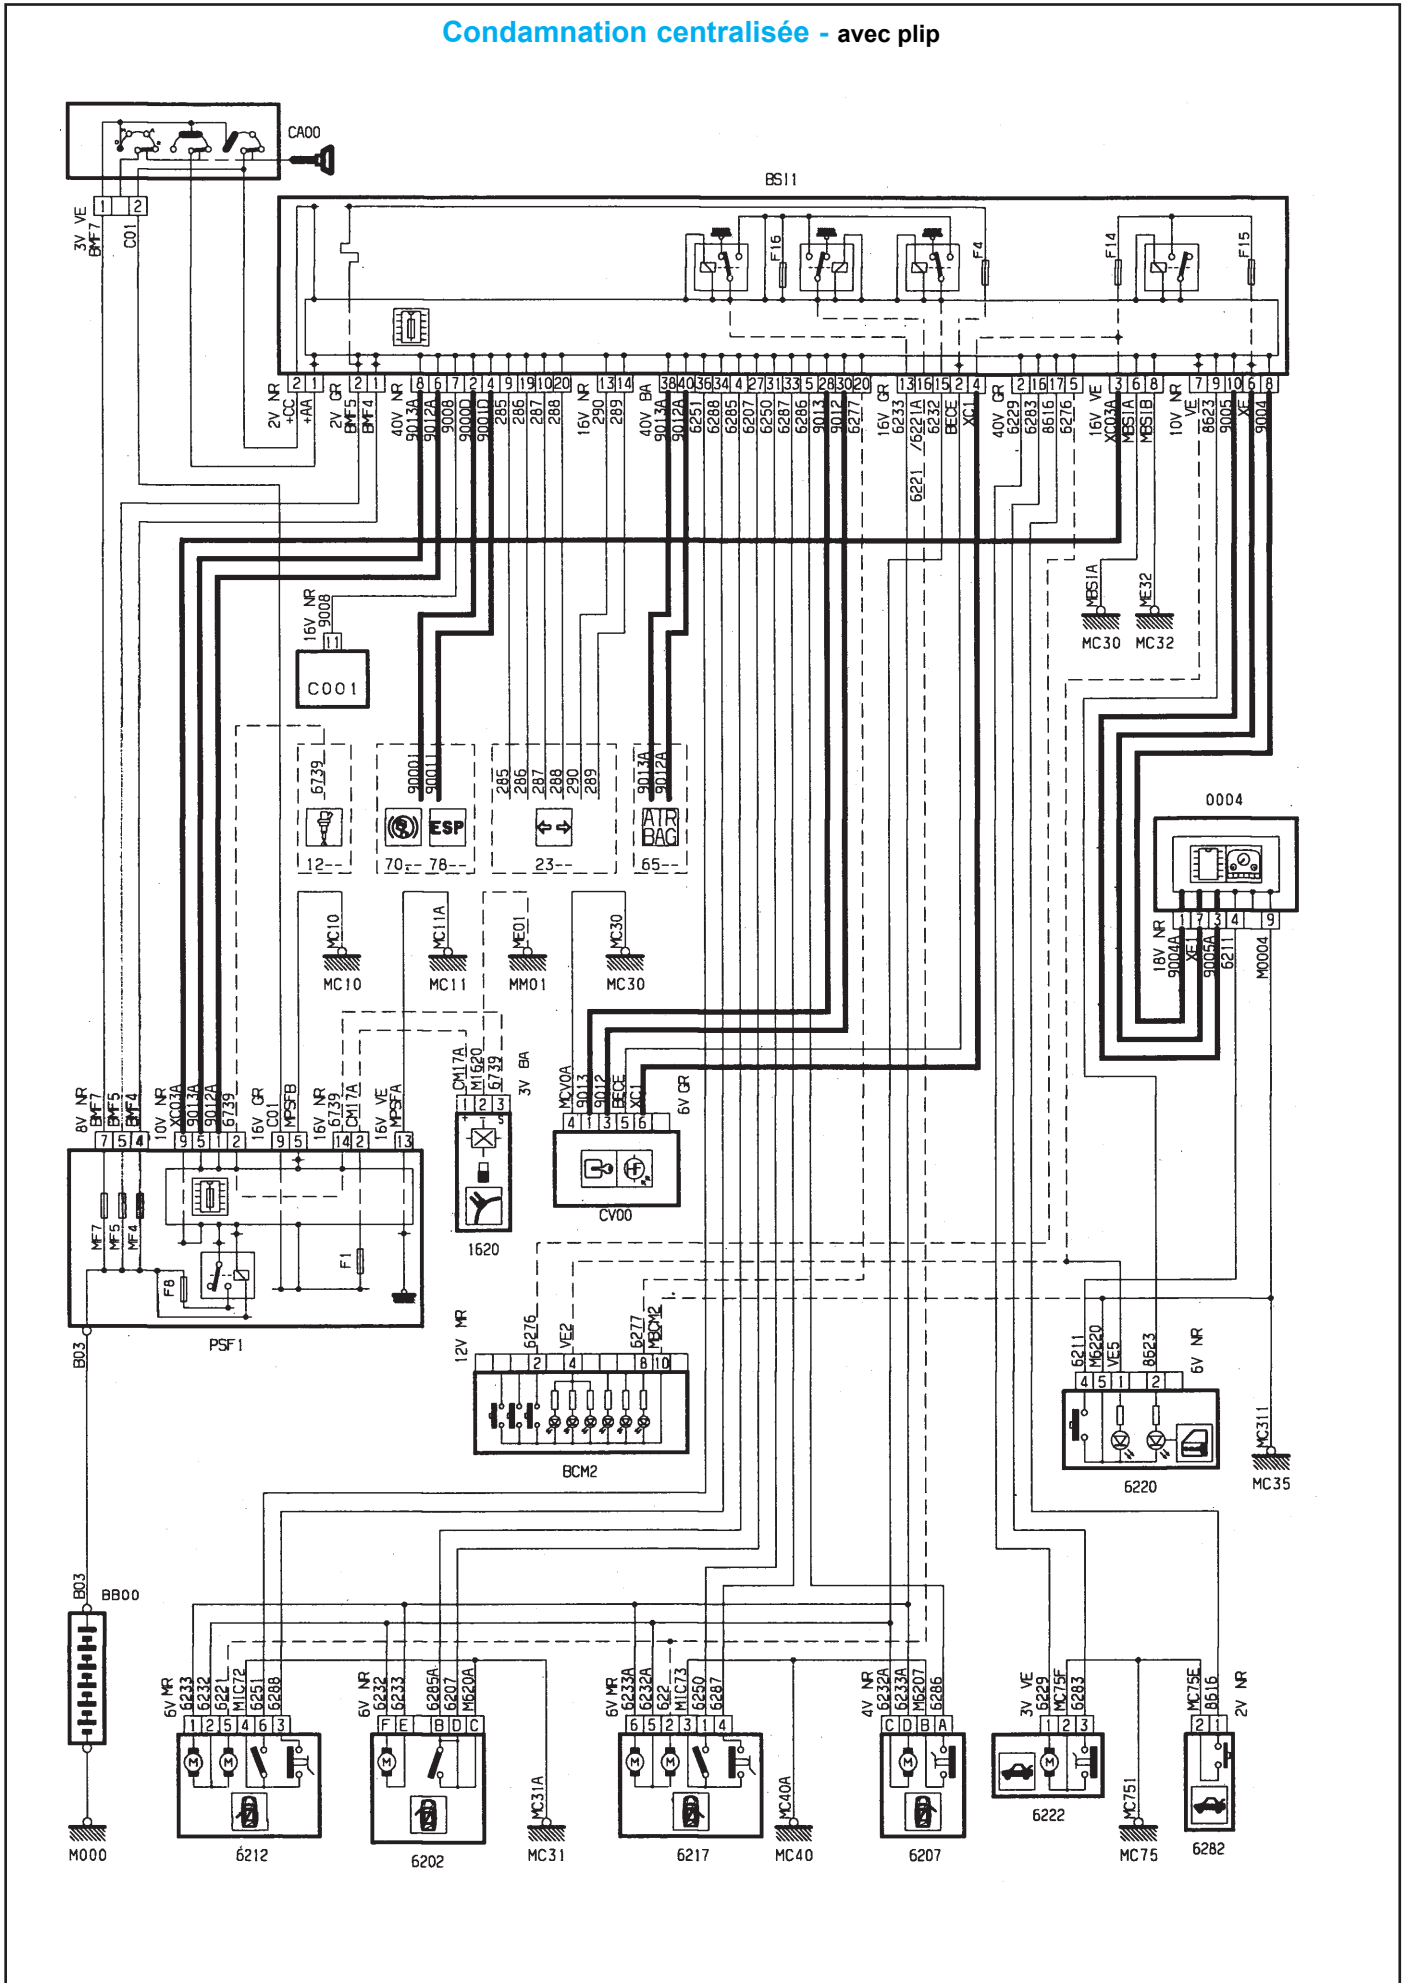 Condamnation centralisée - avec plip
CA00
1 2
3V VE
BMF7
C01
BSI1
F16
F4
F14
F15
2 1 2 1 8 6 7 2 4 9 19 10 20 13 14 38 40 36 34 4 27 31 33 5 28 30 20 13 16 15 2 4 2 16 17 5 3 6 8 7 9 10 6 8
2V NR
+CC
+AA
2V GR
BMF5
BMF4
40V NR
9013A
9012A
9008
9000D
9001D
285
286
287
288
16V NR
290
289
40V BA
9013A
9012A
6251
6288
6285
6207
6250
6287
6286
9013
9012
6277
16V GR
6233
6221 /6221A
6232
BECE
XC1
40V GR
6229
6283
8616
6276
16V VE
XC03A
MBS1A
MBS1B
10V NR
VE
8623
9005
XE
9004
MBS1A
MC30
ME32
MC32
16V NR
9008
11
C001
6739
12--
9000I
9001I
ESP
70.- 78--
285
286
287
288
290
289
23--
9013A
9012A
AIR
BAG
65--
0004
1 7 3 4 9
18V NR
9004A
XE1
9005A
6211
M0004
MC10
MC10
MC11A
MC11
ME01
MM01
MC30
MC30
8V NR
BMF7
BMF5
BMF4
10V NR
XC03A
9013A
9012A
6739
16V GR
C01
MPSFB
16V NR
6739
CM17A
16V VE
MPSFA
7 5 4 9 5 1 2 9 5 14 2 13
MF7
MF5
MF4
F8
F1
PSF1
CM17A
M1620
6739
3V BA
1 2 3
+ - S
1620
MCV0A
9013
9012
BECE
XC1
6V GR
4 1 3 5 6
HF
CV00
12V MR
6276
VE2
6277
MBCM2
2 4 8 10
BCM2
6211
M6220
VE5
8623
6V NR
4 5 1 2
6220
MC311
MC35
B03
B03
BB00
M000
6V MR
6233
6232
6221
M1C72
6251
6288
1 2 5 4 6 3
M M
6212
6V NR
6232
6233
6285A
6207
M620A
F E B D C
M
6202
MC31A
MC31
6V MR
6233A
6232A
622
M1C73
6250
6287
6 5 2 3 1 4
M M
6217
MC40A
MC40
4V NR
6232A
6233A
M6207
6286
C D B A
M
6207
3V VE
6229
MC75F
6283
1 2 3
M
6222
MC751
MC75
MC75E
8616
2V NR
2 1
6282